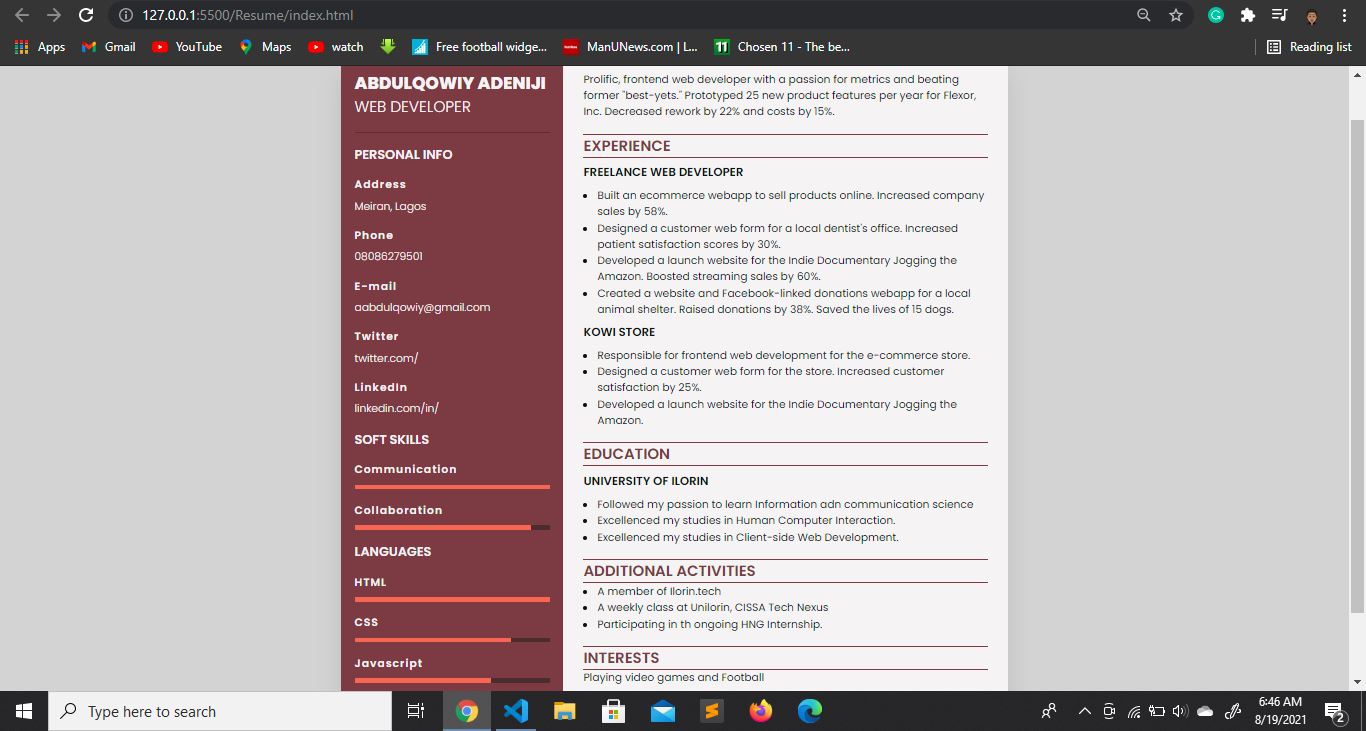 127.0.0.1:5500/Resume/index.html
Apps
Gmail
YouTube
Maps
watch
Free football widge...
ManUNews.com | L...
11
Chosen 11 - The be...
Reading list
ABDULQOWIY ADENIJI
WEB DEVELOPER
PERSONAL INFO
Address
Meiran, Lagos
Phone
08086279501
E-mail
aabdulqowiy@gmail.com
Twitter
twitter.com/
LinkedIn
linkedin.com/in/
SOFT SKILLS
Communication
Collaboration
LANGUAGES
HTML
CSS
Javascript
Prolific, frontend web developer with a passion for metrics and beating
former "best-yets." Prototyped 25 new product features per year for Flexor,
Inc. Decreased rework by 22% and costs by 15%.
EXPERIENCE
FREELANCE WEB DEVELOPER
Built an ecommerce webapp to sell products online. Increased company
sales by 58%.
Designed a customer web form for a local dentist's office. Increased
patient satisfaction scores by 30%.
Developed a launch website for the Indie Documentary Jogging the
Amazon. Boosted streaming sales by 60%.
Created a website and Facebook-linked donations webapp for a local
animal shelter. Raised donations by 38%. Saved the lives of 15 dogs.
KOWI STORE
Responsible for frontend web development for the e-commerce store.
Designed a customer web form for the store. Increased customer
satisfaction by 25%.
Developed a launch website for the Indie Documentary Jogging the
Amazon.
EDUCATION
UNIVERSITY OF ILORIN
Followed my passion to learn Information adn communication science
Excellenced my studies in Human Computer Interaction.
Excellenced my studies in Client-side Web Development.
ADDITIONAL ACTIVITIES
A member of Ilorin.tech
A weekly class at Unilorin, CISSA Tech Nexus
Participating in th ongoing HNG Internship.
INTERESTS
Playing video games and Football
Type here to search
6:46 AM
8/19/2021
2